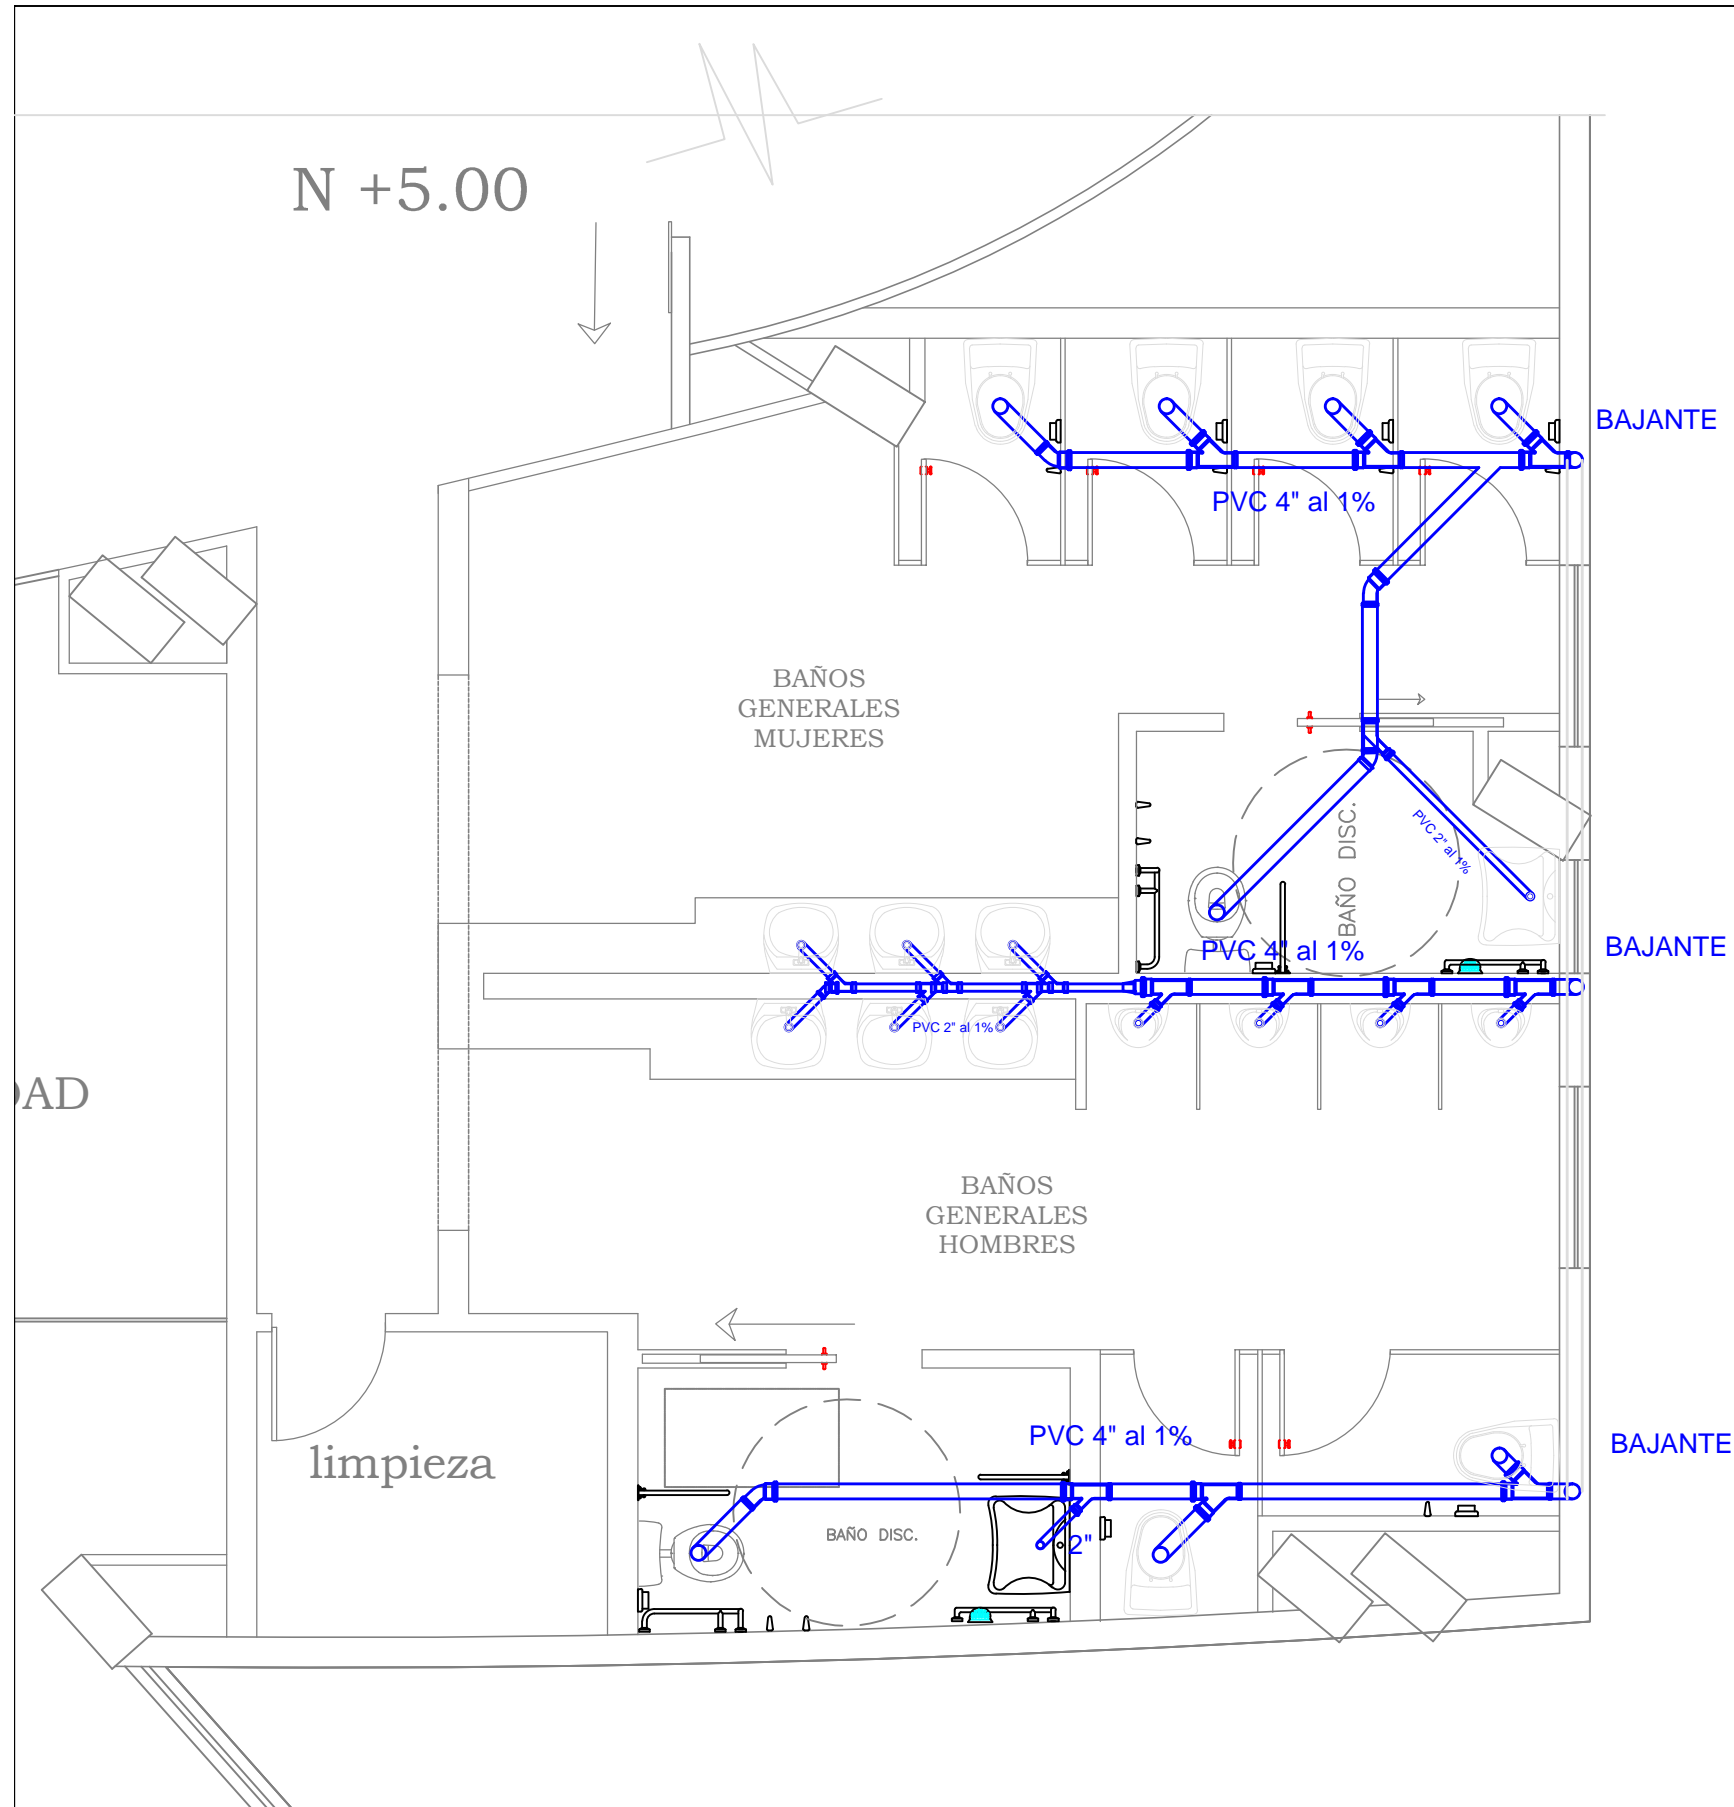 N +5.00
BAJANTE
PVC 4" al 1%
BAÑOS
GENERALES
MUJERES
BAÑO DISC.
PVC 2" al 1%
PVC 4" al 1%
BAJANTE
PVC 2" al 1%
DAD
BAÑOS
GENERALES
HOMBRES
PVC 4" al 1%
BAJANTE
limpieza
BAÑO DISC.
2"